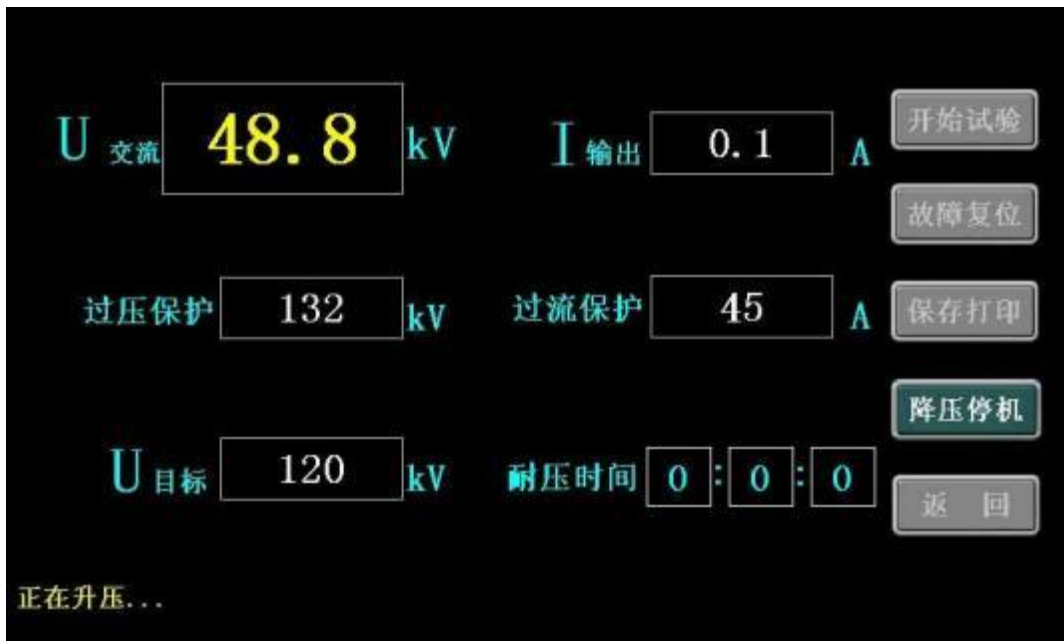 U 交流 48.8 kV I 输出 0.1 A
开始试验
故障复位
过压保护 132 kV 过流保护 45 A
保存打印
降压停机
U 目标 120 kV 耐压时间 0 : 0 : 0
返 回
正在升压...